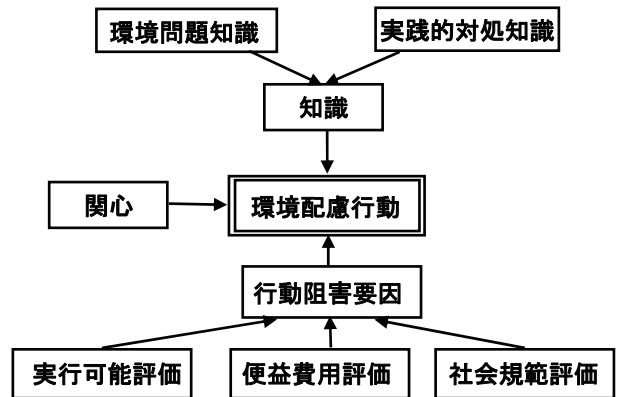 環境問題知識
実践的対処知識
知識
関心
環境配慮行動
行動阻害要因
実行可能評価
便益費用評価
社会規範評価